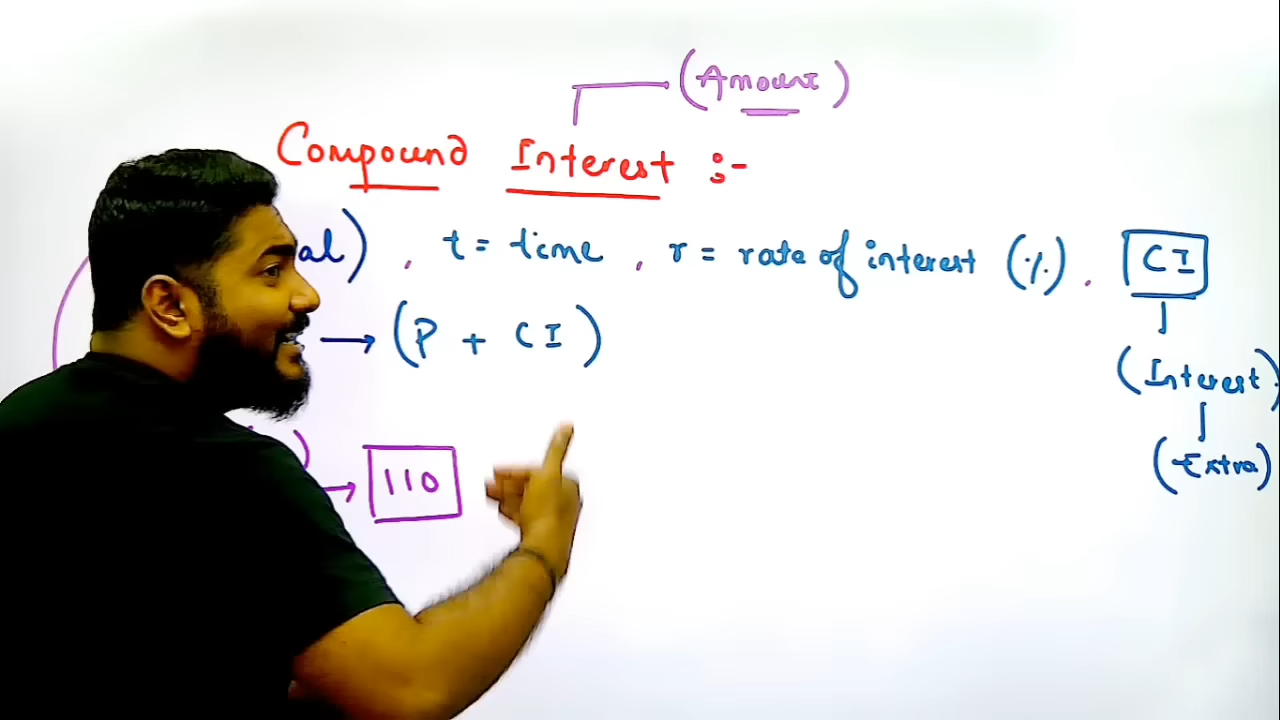 (Amount)
Compound Interest :-
al) , t = time , r = rate of interest (%) , CI
→ (P + CI)
(Interest)
) → 110
(Extra)